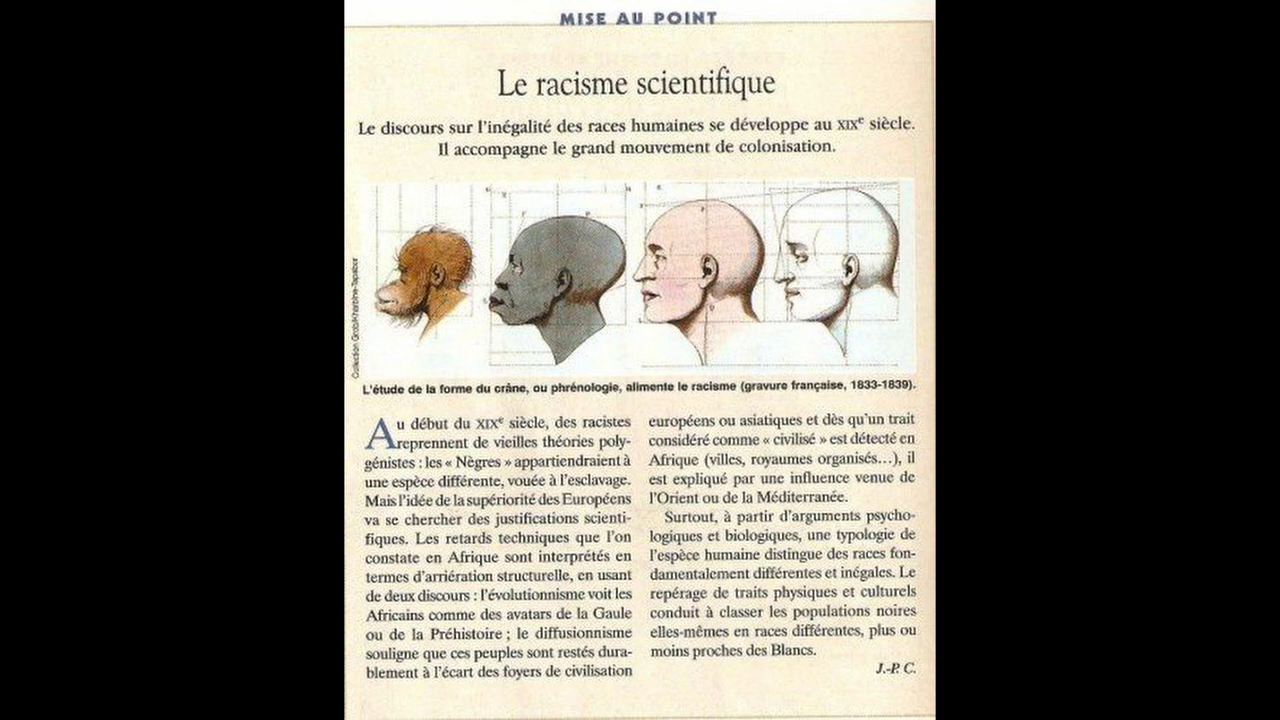 MISE AU POINT
Le racisme scientifique
Le discours sur l'inégalité des races humaines se développe au XIXe siècle.
Il accompagne le grand mouvement de colonisation.
Collection Grob/Kharbine-Tapabor
L'étude de la forme du crâne, ou phrénologie, alimente le racisme (gravure française, 1833-1839).
Au début du XIXe siècle, des racistes
reprennent de vieilles théories poly-
génistes : les « Nègres » appartiendraient à
une espèce différente, vouée à l'esclavage.
Mais l'idée de la supériorité des Européens
va se chercher des justifications scienti-
fiques. Les retards techniques que l'on
constate en Afrique sont interprétés en
termes d'arriération structurelle, en usant
de deux discours : l'évolutionnisme voit les
Africains comme des avatars de la Gaule
ou de la Préhistoire ; le diffusionnisme
souligne que ces peuples sont restés dura-
blement à l'écart des foyers de civilisation
européens ou asiatiques et dès qu'un trait
considéré comme « civilisé » est détecté en
Afrique (villes, royaumes organisés...), il
est expliqué par une influence venue de
l'Orient ou de la Méditerranée.
Surtout, à partir d'arguments psycho-
logiques et biologiques, une typologie de
l'espèce humaine distingue des races fon-
damentalement différentes et inégales. Le
repérage de traits physiques et culturels
conduit à classer les populations noires
elles-mêmes en races différentes, plus ou
moins proches des Blancs.
J.-P. C.